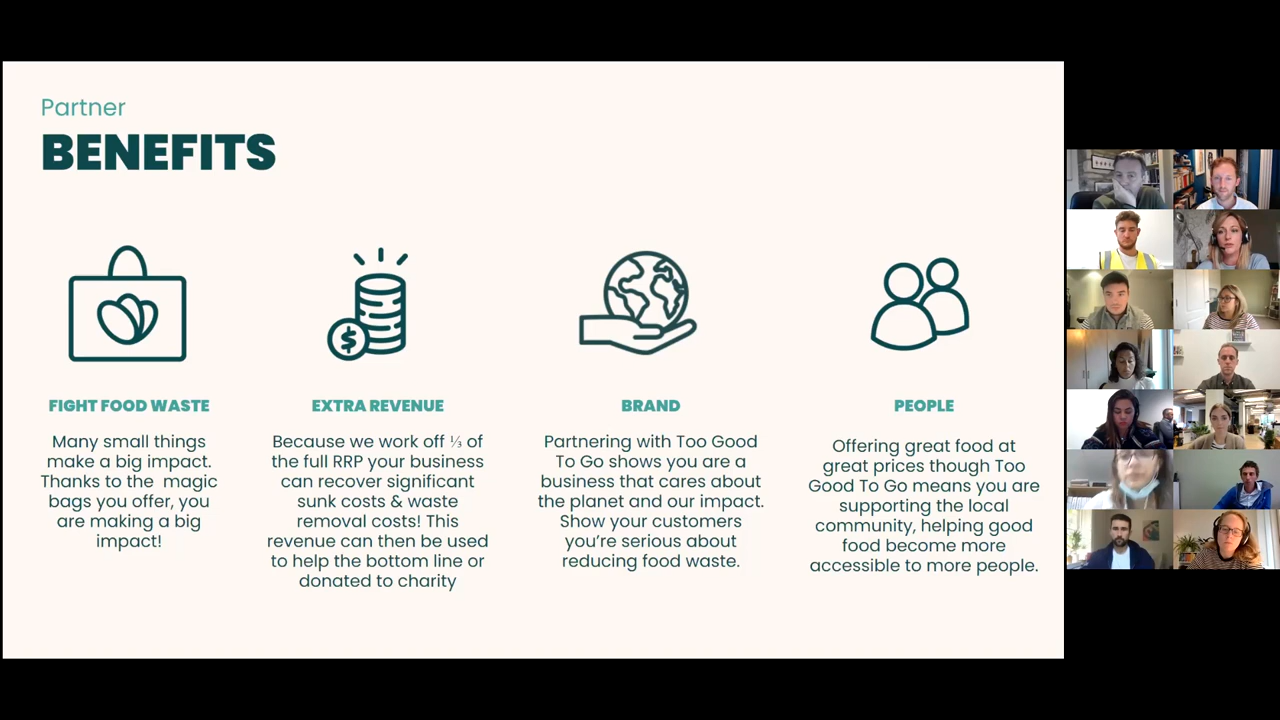 Partner
BENEFITS
FIGHT FOOD WASTE
Many small things
make a big impact.
Thanks to the magic
bags you offer, you
are making a big
impact!
EXTRA REVENUE
Because we work off ⅓ of
the full RRP your business
can recover significant
sunk costs & waste
removal costs! This
revenue can then be used
to help the bottom line or
donated to charity
BRAND
Partnering with Too Good
To Go shows you are a
business that cares about
the planet and our impact.
Show your customers
you’re serious about
reducing food waste.
PEOPLE
Offering great food at
great prices though Too
Good To Go means you are
supporting the local
community, helping good
food become more
accessible to more people.